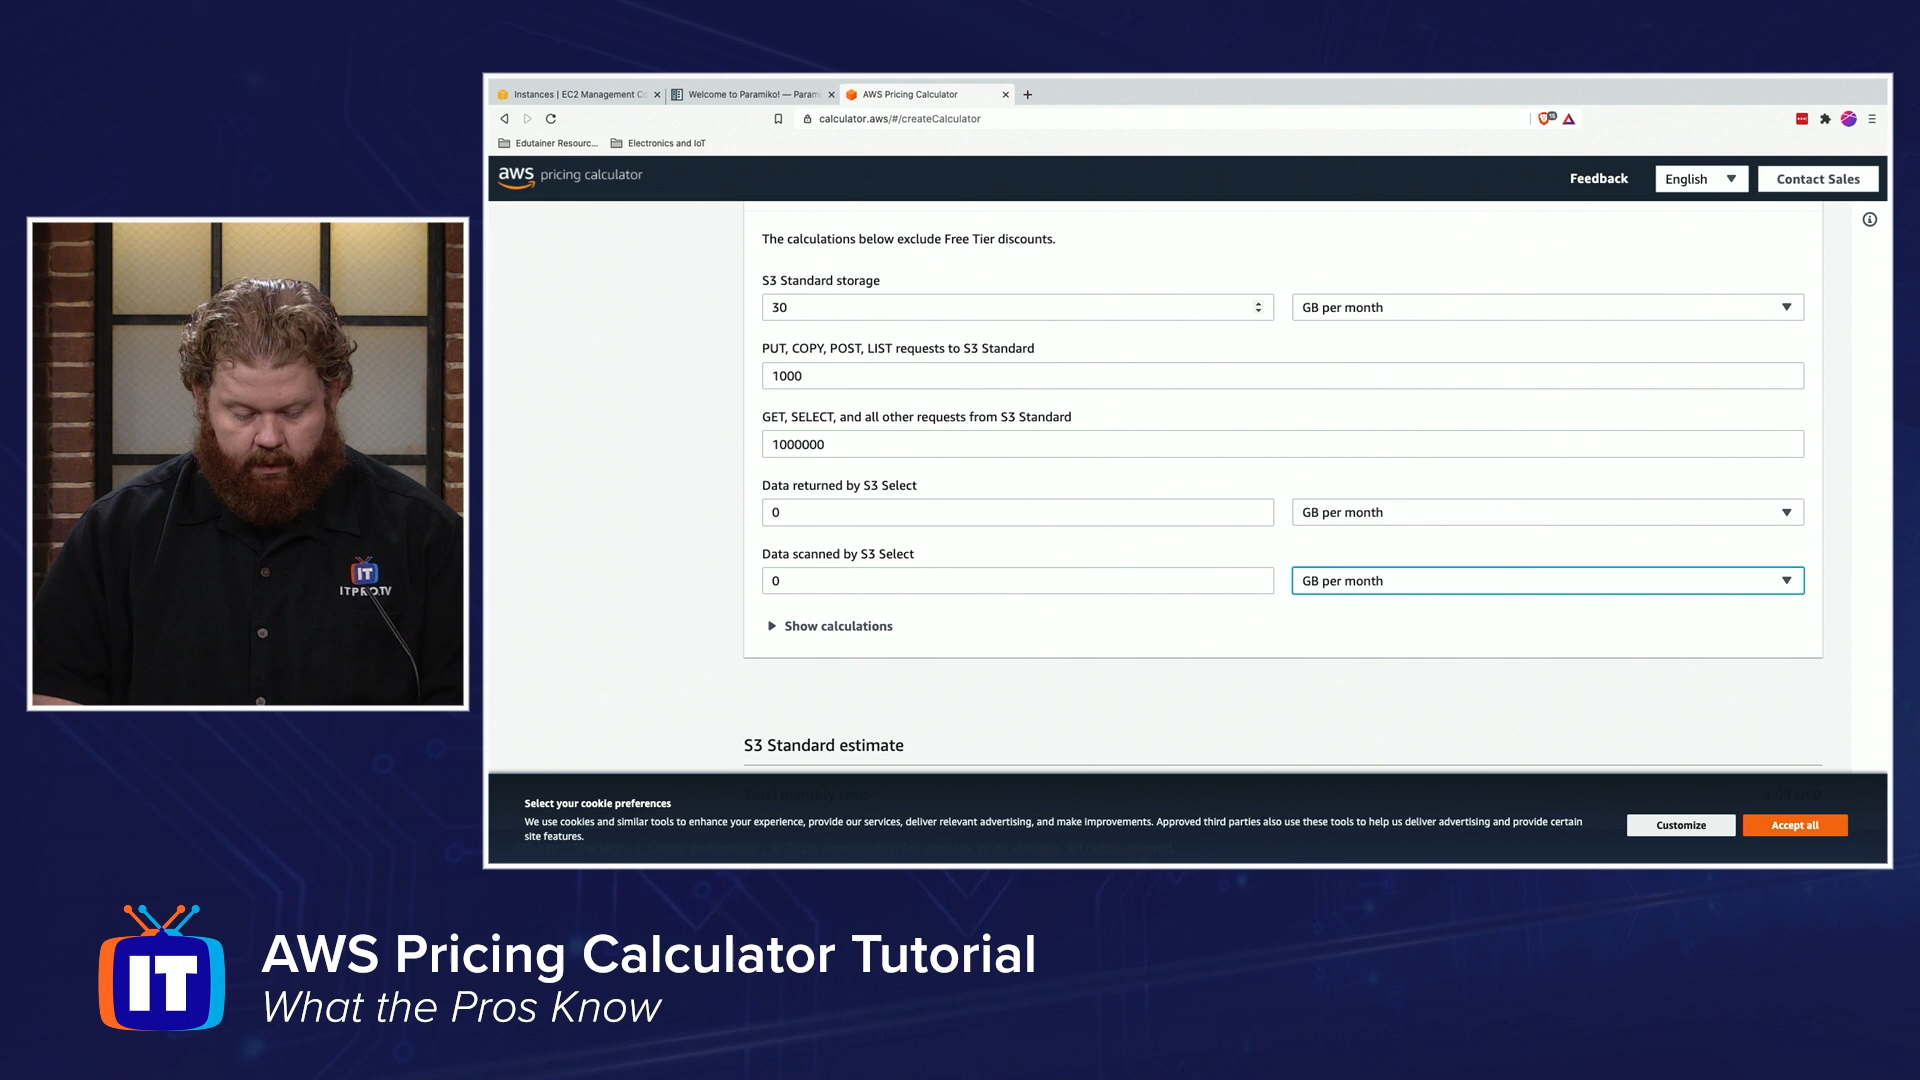 Instances | EC2 Management Co
Welcome to Paramiko! — Param
AWS Pricing Calculator
calculator.aws/#/createCalculator
Edutainer Resourc...
Electronics and IoT
aws pricing calculator
Feedback
English
Contact Sales
The calculations below exclude Free Tier discounts.
S3 Standard storage
30
GB per month
PUT, COPY, POST, LIST requests to S3 Standard
1000
GET, SELECT, and all other requests from S3 Standard
1000000
Data returned by S3 Select
0
GB per month
Data scanned by S3 Select
0
GB per month
Show calculations
S3 Standard estimate
Select your cookie preferences
We use cookies and similar tools to enhance your experience, provide our services, deliver relevant advertising, and make improvements. Approved third parties also use these tools to help us deliver advertising and provide certain
site features.
Customize
Accept all
IT
ITPRO.TV
IT
AWS Pricing Calculator Tutorial
What the Pros Know